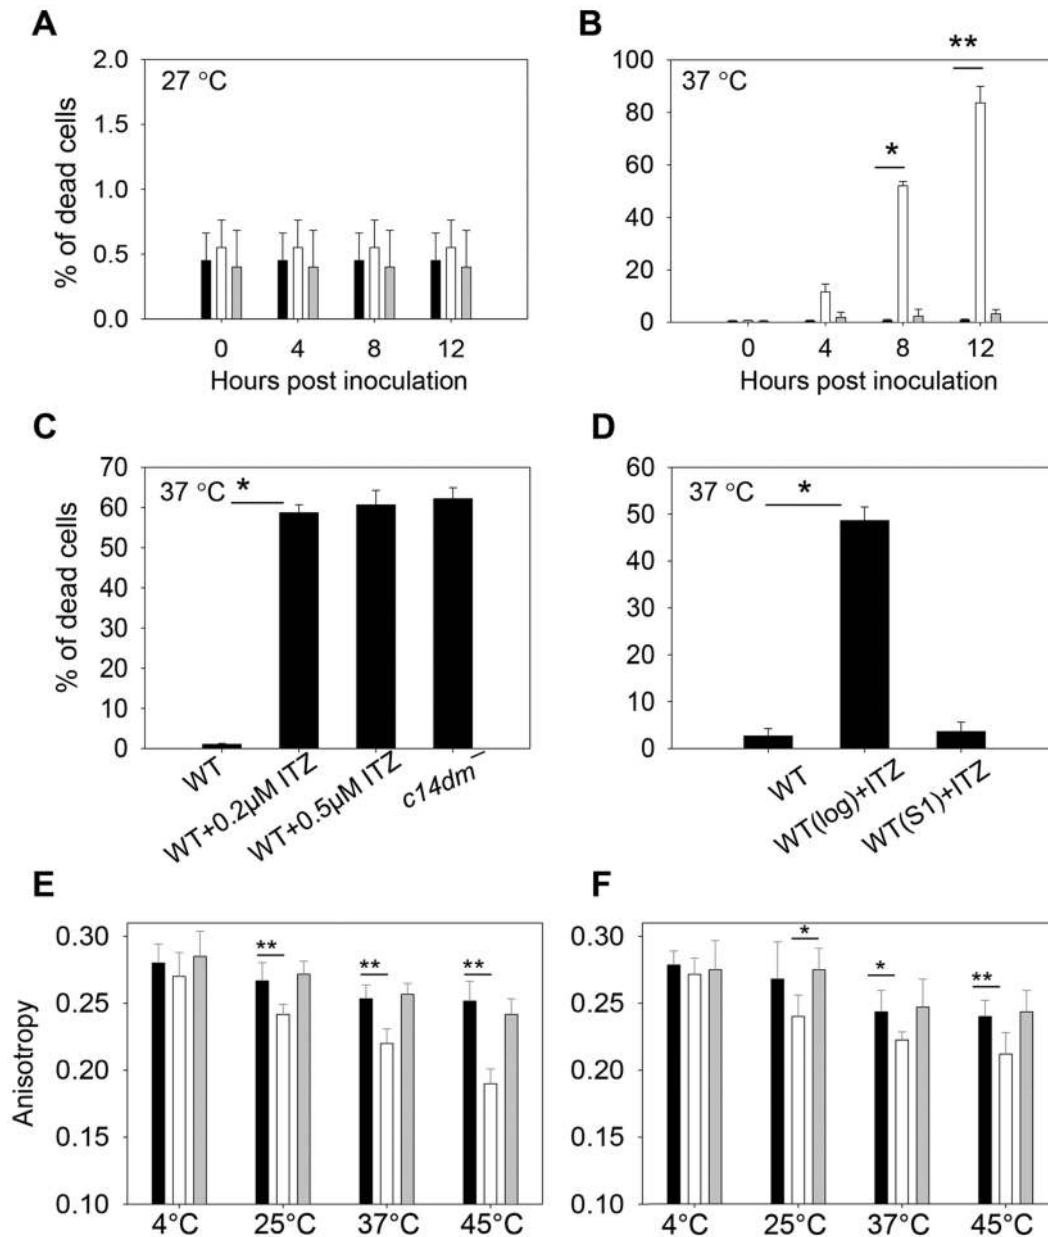 A
2.0
1.5
1.0
0.5
0.0
27 °C
% of dead cells
0 4 8 12
Hours post inoculation
B
100
80
60
40
20
0
37 °C
*
**
0 4 8 12
Hours post inoculation
C
70
60
50
40
30
20
10
0
37 °C
*
% of dead cells
WT
WT+0.2µM ITZ
WT+0.5µM ITZ
c14dm⁻
D
60
50
40
30
20
10
0
37 °C
*
WT
WT(log)+ITZ
WT(S1)+ITZ
E
0.30
0.25
0.20
0.15
0.10
Anisotropy
** ** **
4°C 25°C 37°C 45°C
F
0.30
0.25
0.20
0.15
0.10
* * **
4°C 25°C 37°C 45°C